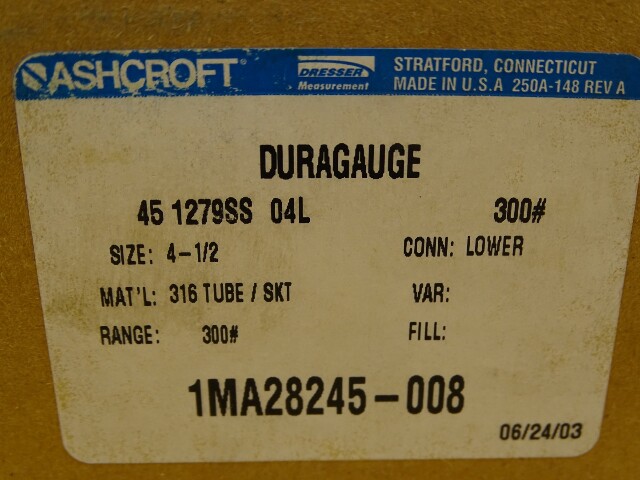 ASHCROFT® DRESSER Measurement STRATFORD, CONNECTICUT
MADE IN U.S.A 250A-148 REV A
DURAGAUGE
45 1279SS 04L 300#
SIZE: 4-1/2 CONN: LOWER
MAT'L: 316 TUBE / SKT VAR:
RANGE: 300# FILL:
1MA28245-008
06/24/03